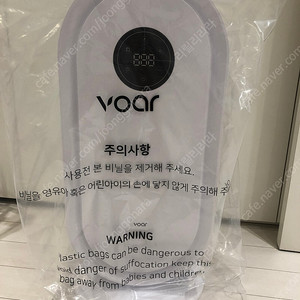 888
voar
주의사항
사용전 본 비닐을 제거해 주세요.
비닐을 영유아 혹은 어린아이의 손에 닿지 않게 주의해 주
voar
WARNING
lastic bags can be dangerous to
void danger of suffocation keep this
bag away from babies and children